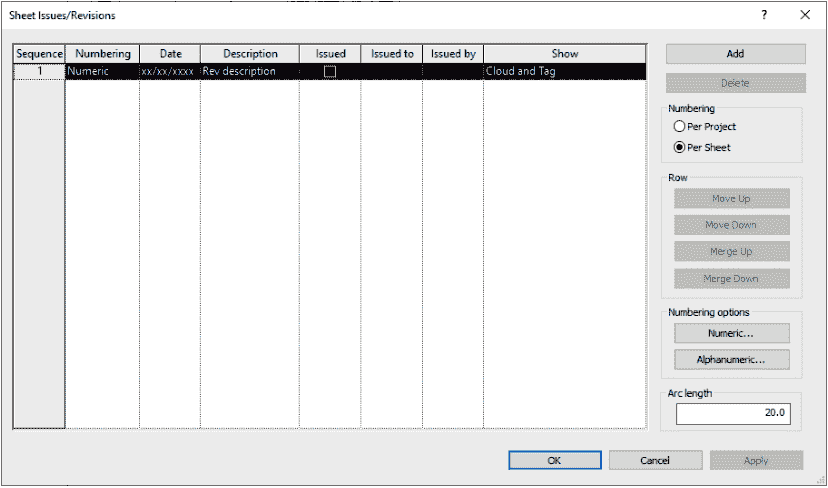 Sheet Issues/Revisions ?
Sequence Numbering Date Description Issued Issued to Issued by Show
1 Numeric xx/xx/xxxx Rev description Cloud and Tag
Add
Delete
Numbering
Per Project
Per Sheet
Row
Move Up
Move Down
Merge Up
Merge Down
Numbering options
Numeric...
Alphanumeric...
Arc length
20.0
OK Cancel Apply